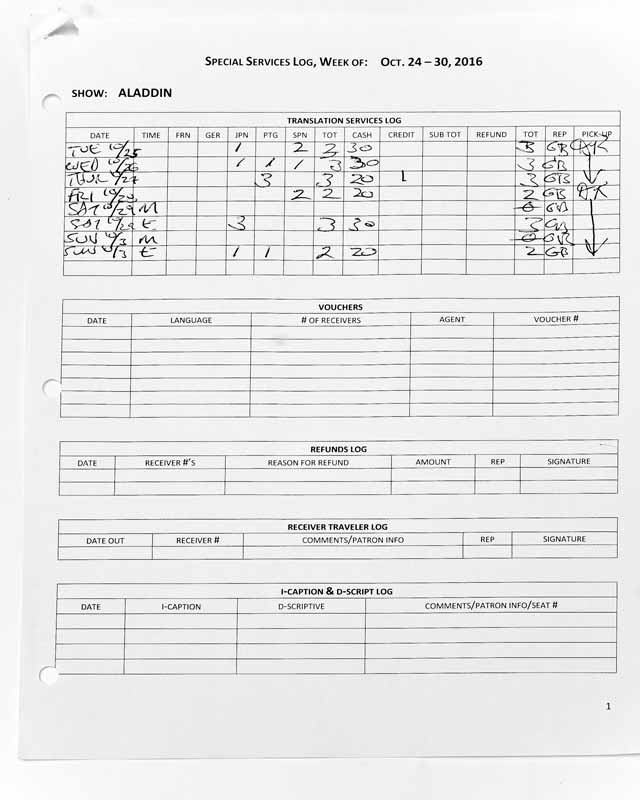 SPECIAL SERVICES LOG, WEEK OF: OCT. 24 – 30, 2016
SHOW: ALADDIN
TRANSLATION SERVICES LOG
DATE TIME FRN GER JPN PTG SPN TOT CASH CREDIT SUB TOT REFUND TOT REP PICK-UP
TUE 10/25 1 2 3 30 3 GB
WED 10/26 1 1 1 3 30 3 GB
THUR 10/27 3 3 20 1 3 GB
FRI 10/28 2 2 20 2 GB
SAT 10/29 M 0 GB
SAT 10/29 E 3 3 30 3 GB
SUN 10/3 M 0 GB
SUN 10/3 E 1 1 2 20 2 GB
VOUCHERS
DATE LANGUAGE # OF RECEIVERS AGENT VOUCHER #
REFUNDS LOG
DATE RECEIVER #'S REASON FOR REFUND AMOUNT REP SIGNATURE
RECEIVER TRAVELER LOG
DATE OUT RECEIVER # COMMENTS/PATRON INFO REP SIGNATURE
I-CAPTION & D-SCRIPT LOG
DATE I-CAPTION D-SCRIPTIVE COMMENTS/PATRON INFO/SEAT #
1